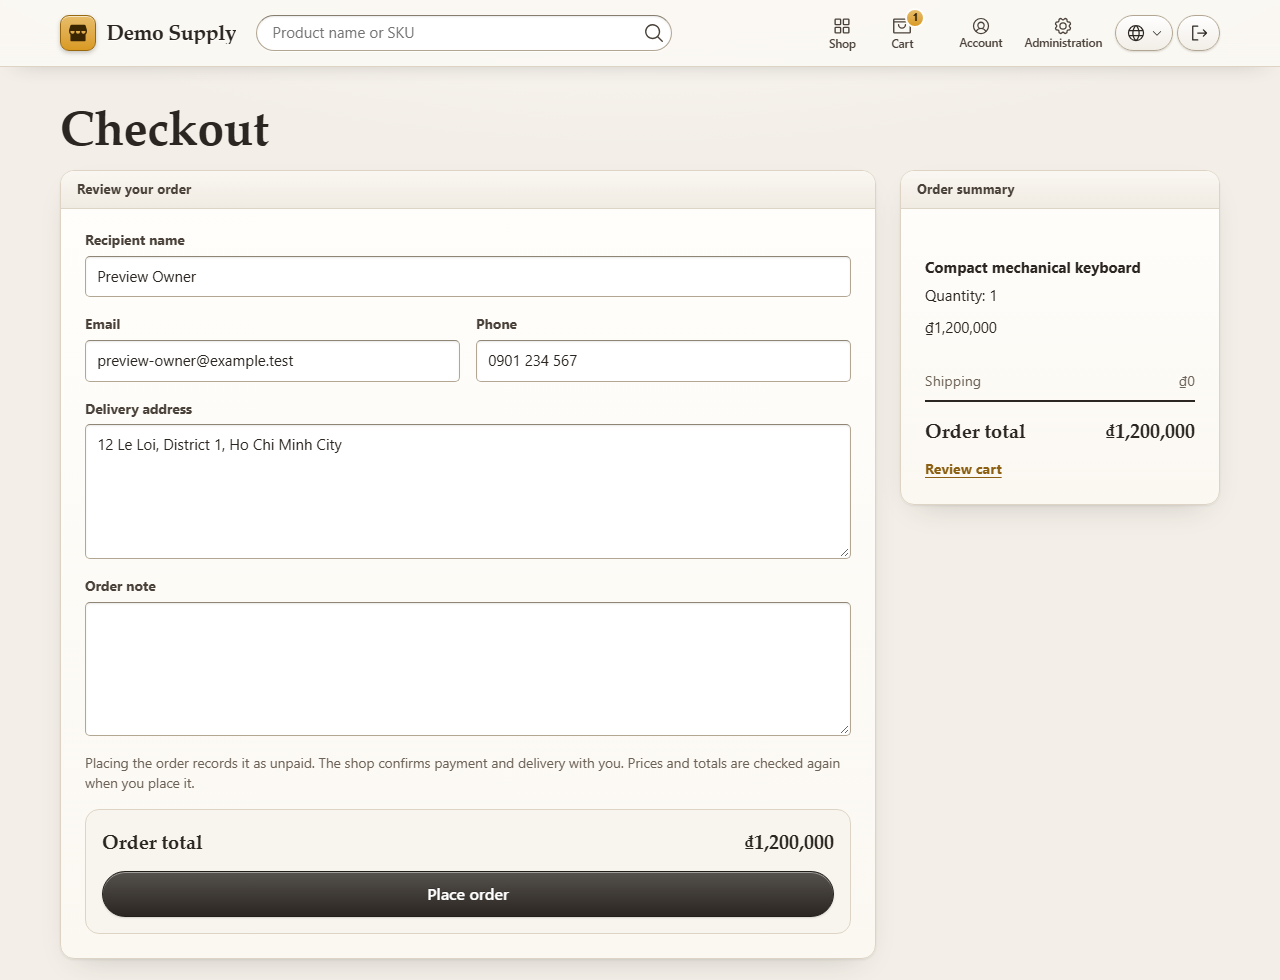 Demo Supply
Product name or SKU
Shop
1
Cart
Account
Administration
Checkout
Review your order
Recipient name
Preview Owner
Email
Phone
preview-owner@example.test
0901 234 567
Delivery address
12 Le Loi, District 1, Ho Chi Minh City
Order note
Placing the order records it as unpaid. The shop confirms payment and delivery with you. Prices and totals are checked again
when you place it.
Order total
₫1,200,000
Place order
Order summary
Compact mechanical keyboard
Quantity: 1
₫1,200,000
Shipping
₫0
Order total
₫1,200,000
Review cart